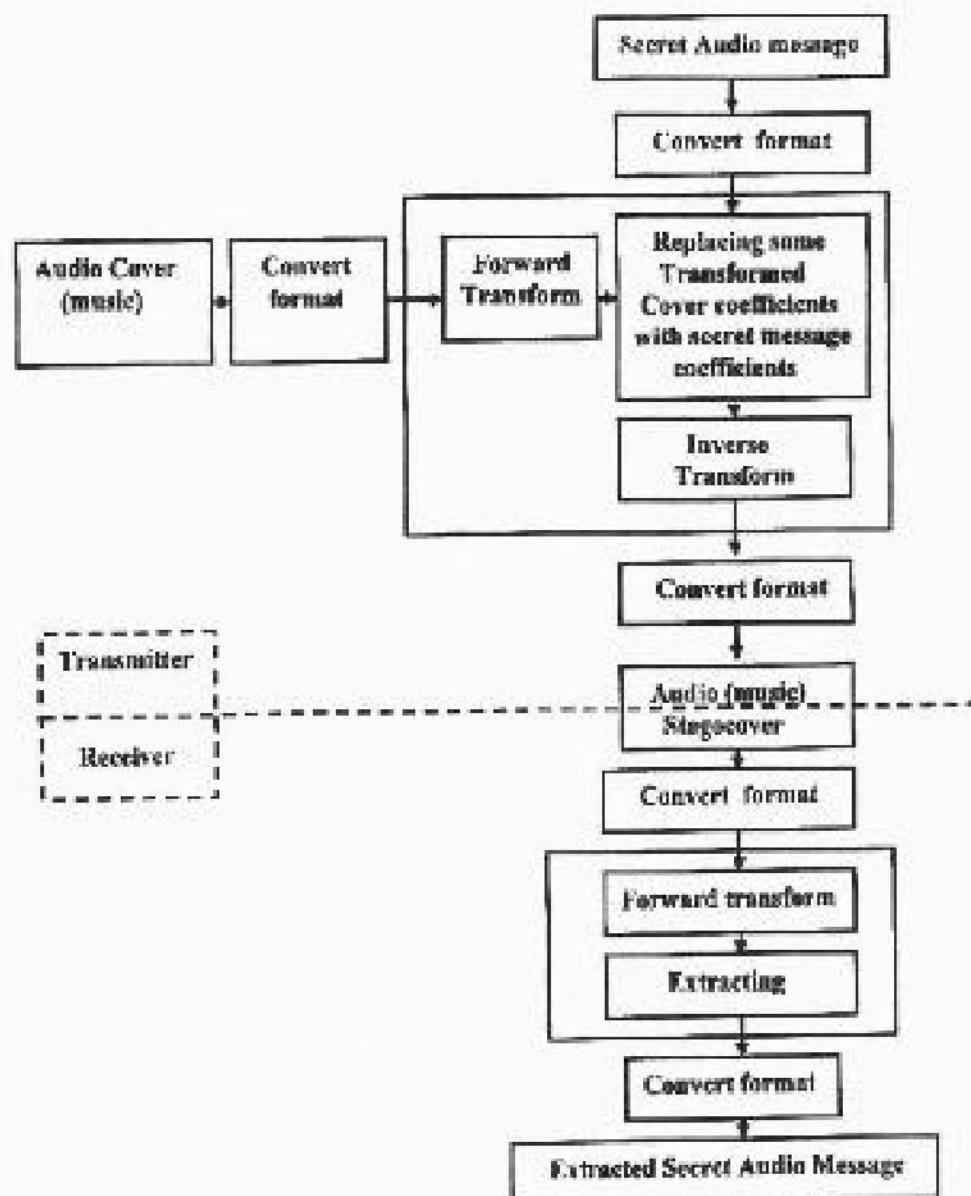 Secret Audio message
Convert format
Audio Cover
(music)
Convert
format
Forward
Transform
Replacing some
Transformed
Cover coefficients
with secret message
coefficients
Inverse
Transform
Convert format
Transmitter
Receiver
Audio (music)
Stegocover
Convert format
Forward transform
Extracting
Convert format
Extracted Secret Audio Message